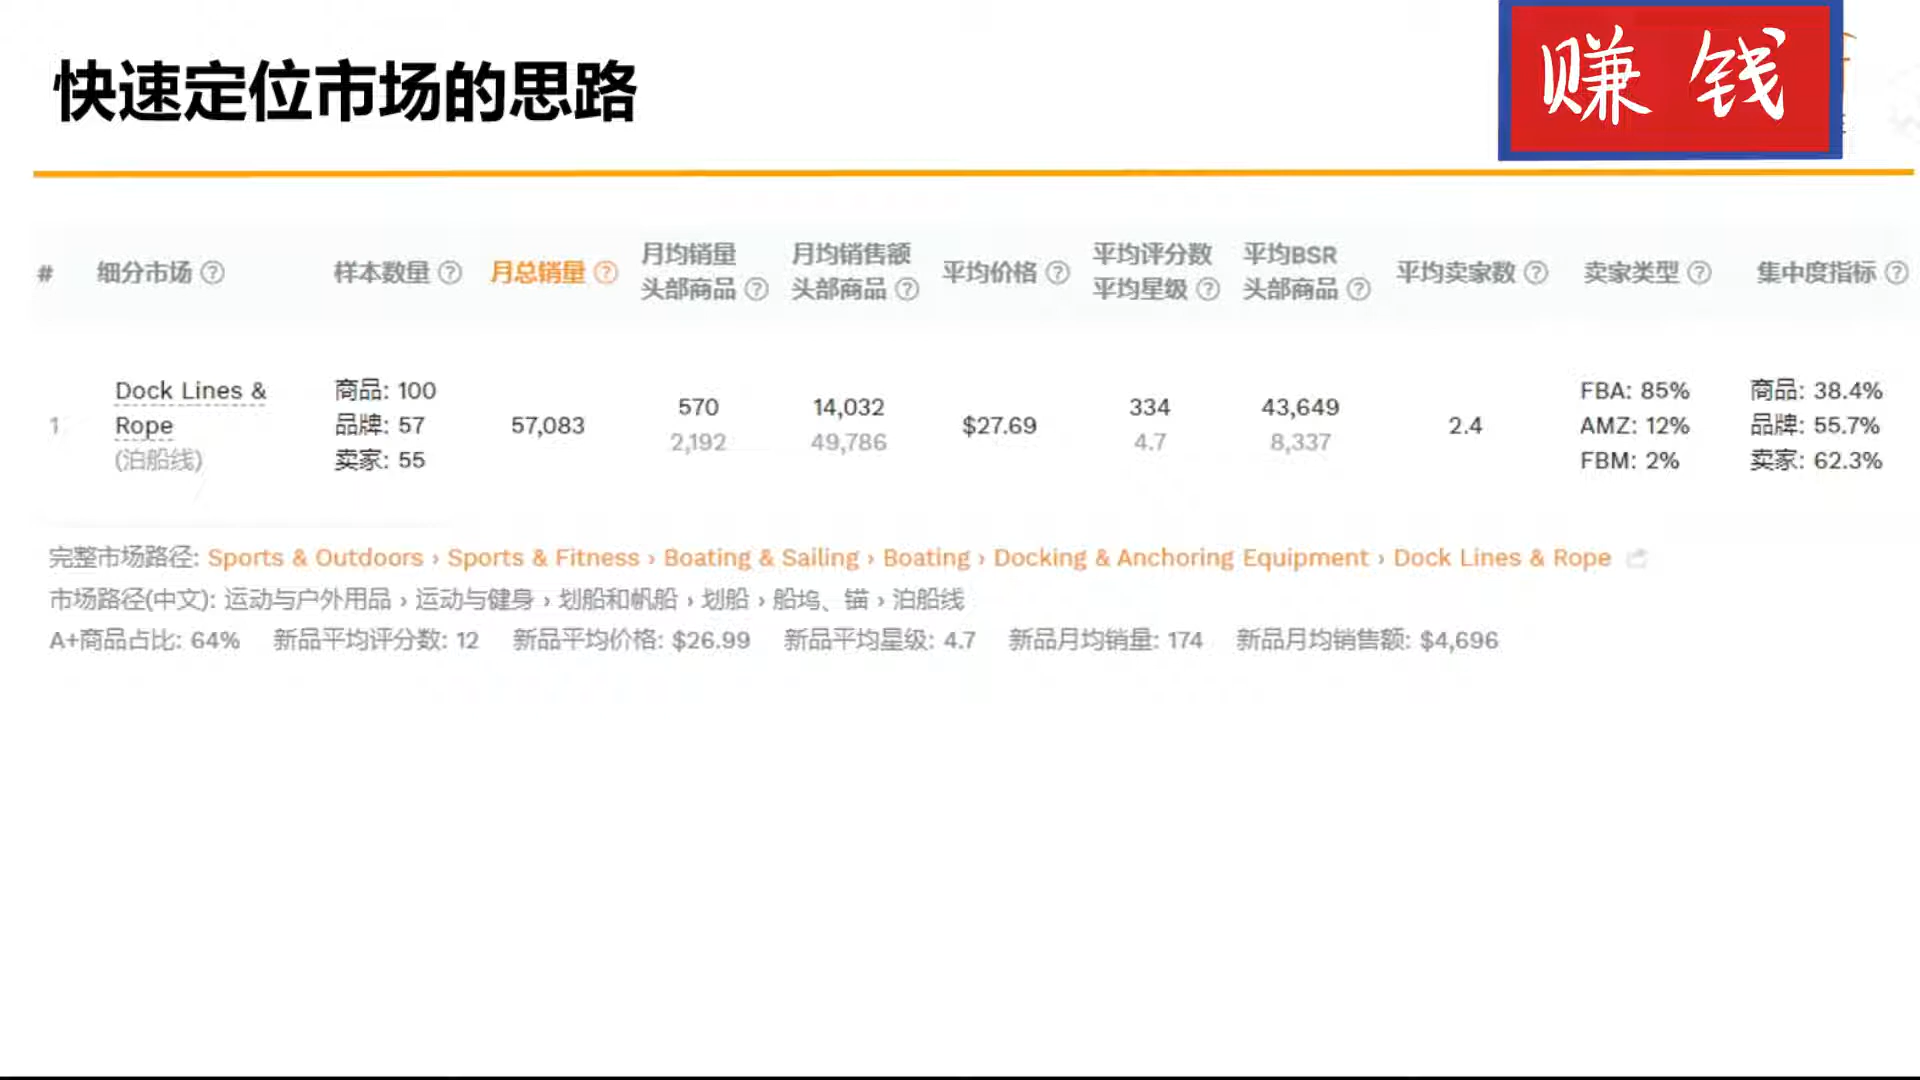 快速定位市场的思路
赚 钱
# 细分市场 ? 样本数量 ? 月总销量 ? 月均销量 头部商品 ? 月均销售额 头部商品 ? 平均价格 ? 平均评分数 平均星级 ? 平均BSR 头部商品 ? 平均卖家数 ? 卖家类型 ? 集中度指标 ?
1
Dock Lines &
Rope
(泊船线)
商品: 100
品牌: 57
卖家: 55
57,083
570
2,192
14,032
49,786
$27.69
334
4.7
43,649
8,337
2.4
FBA: 85%
AMZ: 12%
FBM: 2%
商品: 38.4%
品牌: 55.7%
卖家: 62.3%
完整市场路径: Sports & Outdoors › Sports & Fitness › Boating & Sailing › Boating › Docking & Anchoring Equipment › Dock Lines & Rope
市场路径(中文): 运动与户外用品 › 运动与健身 › 划船和帆船 › 划船 › 船坞、锚 › 泊船线
A+商品占比: 64% 新品平均评分数: 12 新品平均价格: $26.99 新品平均星级: 4.7 新品月均销量: 174 新品月均销售额: $4,696